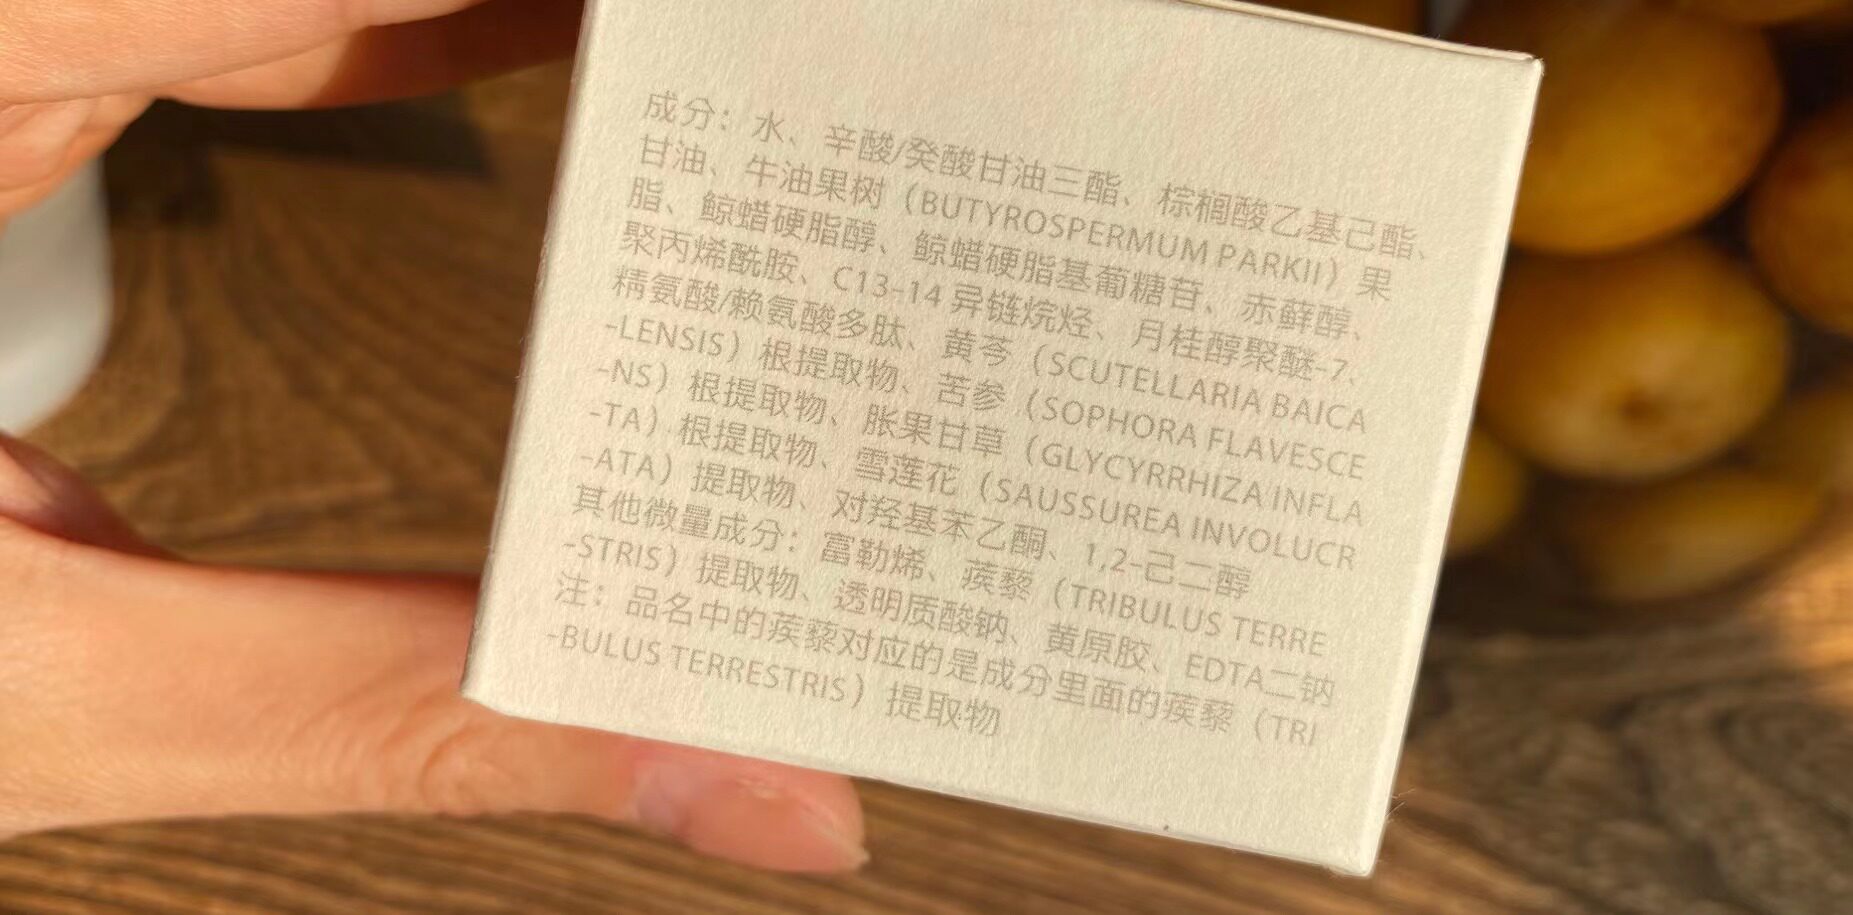 成分：水、辛酸/癸酸甘油三酯、棕榈酸乙基己酯、
甘油、牛油果树（BUTYROSPERMUM PARKII）果
脂、鲸蜡硬脂醇、鲸蜡硬脂基葡糖苷、赤藓醇、
聚丙烯酰胺、C13-14 异链烷烃、月桂醇聚醚-7、
精氨酸/赖氨酸多肽、黄芩（SCUTELLARIA BAICA
-LENSIS）根提取物、苦参（SOPHORA FLAVESCE
-NS）根提取物、胀果甘草（GLYCYRRHIZA INFLA
-TA）根提取物、雪莲花（SAUSSUREA INVOLUCR
-ATA）提取物、对羟基苯乙酮、1,2-己二醇
其他微量成分：富勒烯、蒺藜（TRIBULUS TERRE
-STRIS）提取物、透明质酸钠、黄原胶、EDTA二钠
注：品名中的蒺藜对应的是成分里面的蒺藜（TRI
-BULUS TERRESTRIS）提取物